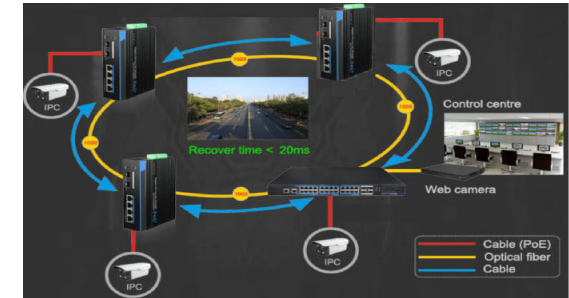 IPC
IPC
1000
1000
1000
Control centre
Recover time < 20ms
Web camera
1000
IPC
IPC
Cable (PoE)
Optical fiber
Cable